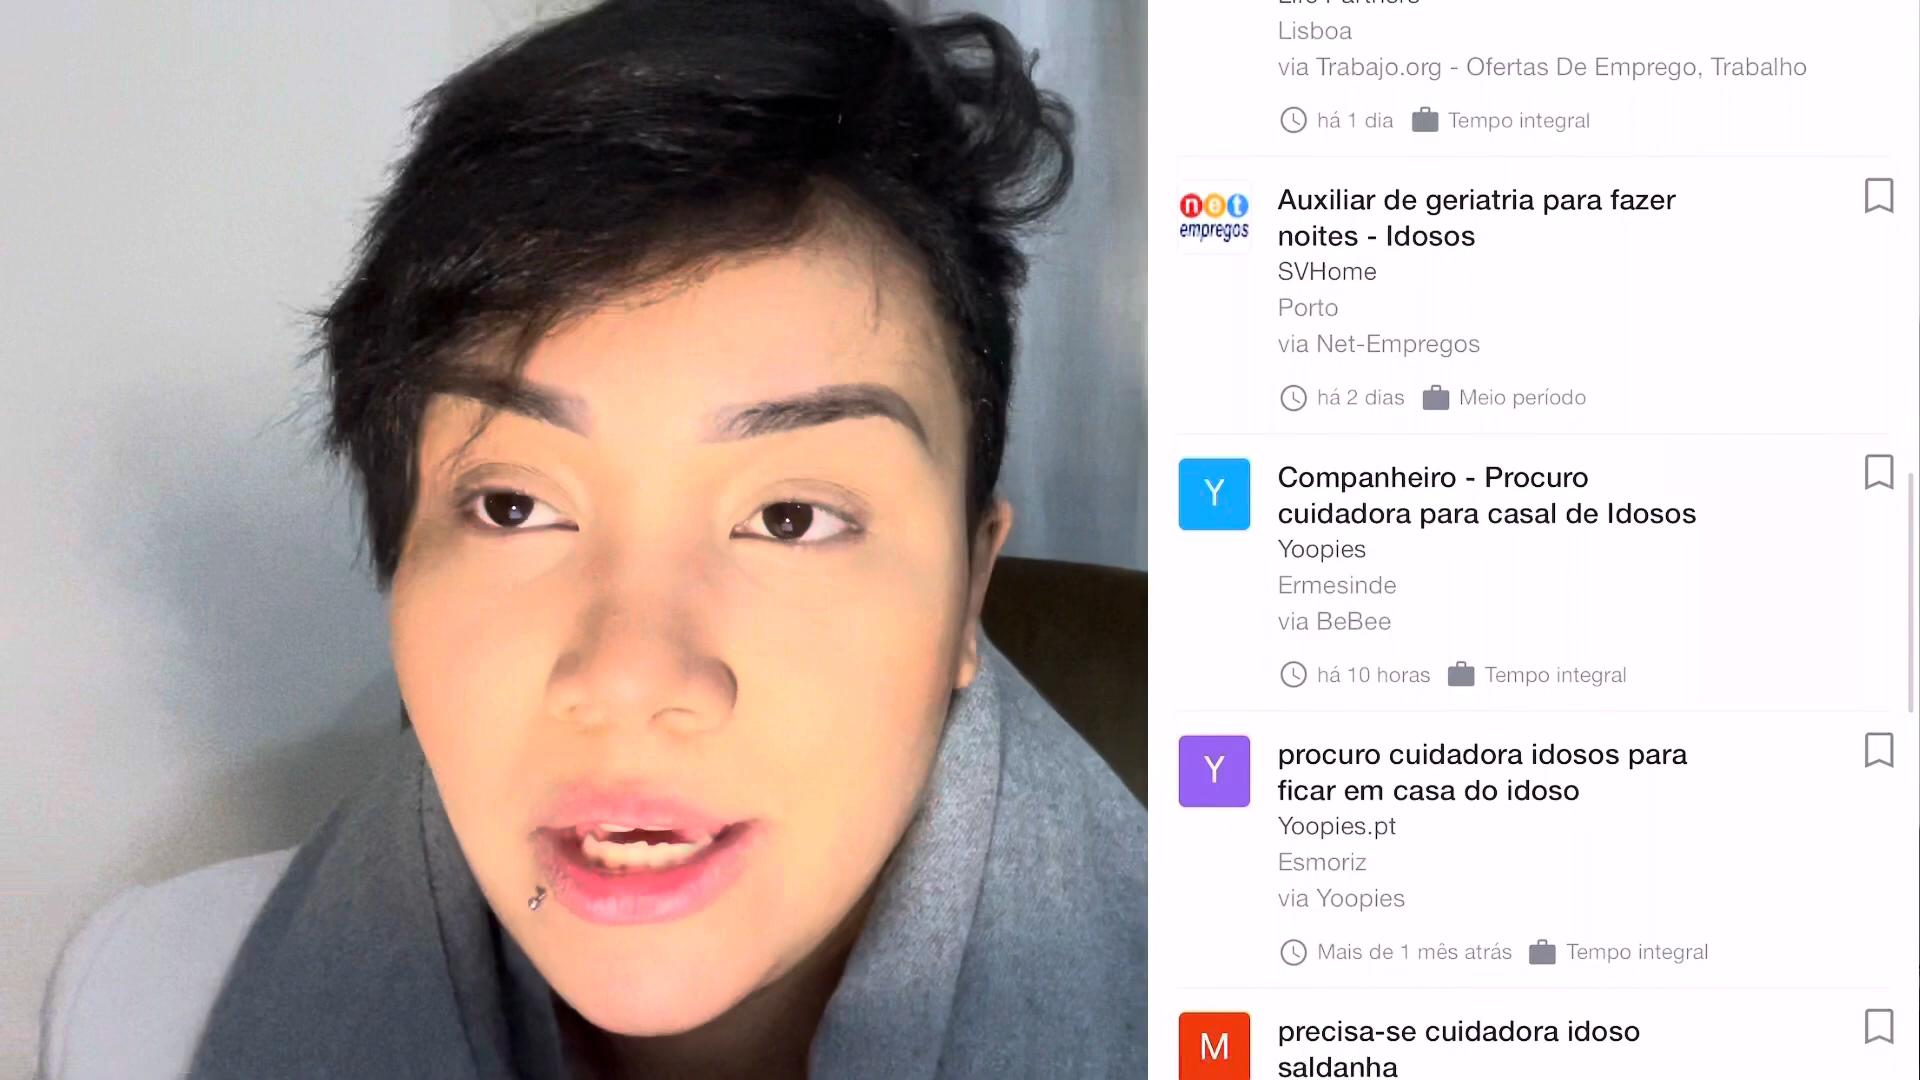 Life Partners
Lisboa
via Trabajo.org - Ofertas De Emprego, Trabalho
há 1 dia Tempo integral
net
empregos
Auxiliar de geriatria para fazer
noites - Idosos
SVHome
Porto
via Net-Empregos
há 2 dias Meio período
Y
Companheiro - Procuro
cuidadora para casal de Idosos
Yoopies
Ermesinde
via BeBee
há 10 horas Tempo integral
Y
procuro cuidadora idosos para
ficar em casa do idoso
Yoopies.pt
Esmoriz
via Yoopies
Mais de 1 mês atrás Tempo integral
M
precisa-se cuidadora idoso
saldanha